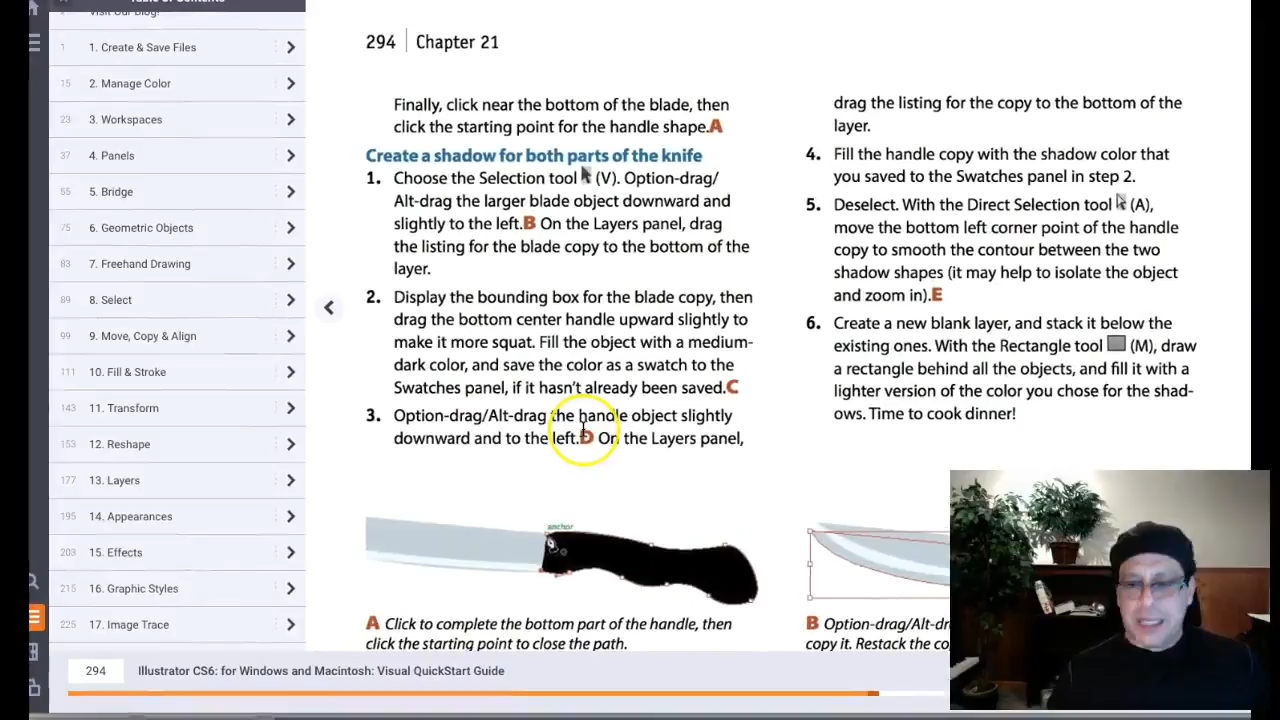 Table of Contents
Visit Our Blog!
1 1. Create & Save Files
15 2. Manage Color
23 3. Workspaces
37 4. Panels
55 5. Bridge
75 6. Geometric Objects
83 7. Freehand Drawing
89 8. Select
99 9. Move, Copy & Align
111 10. Fill & Stroke
143 11. Transform
153 12. Reshape
177 13. Layers
195 14. Appearances
203 15. Effects
215 16. Graphic Styles
225 17. Image Trace
294 Chapter 21
Finally, click near the bottom of the blade, then
click the starting point for the handle shape.A
Create a shadow for both parts of the knife
1. Choose the Selection tool (V). Option-drag/
Alt-drag the larger blade object downward and
slightly to the left.B On the Layers panel, drag
the listing for the blade copy to the bottom of the
layer.
2. Display the bounding box for the blade copy, then
drag the bottom center handle upward slightly to
make it more squat. Fill the object with a medium-
dark color, and save the color as a swatch to the
Swatches panel, if it hasn't already been saved.C
3. Option-drag/Alt-drag the handle object slightly
downward and to the left.D On the Layers panel,
drag the listing for the copy to the bottom of the
layer.
4. Fill the handle copy with the shadow color that
you saved to the Swatches panel in step 2.
5. Deselect. With the Direct Selection tool (A),
move the bottom left corner point of the handle
copy to smooth the contour between the two
shadow shapes (it may help to isolate the object
and zoom in).E
6. Create a new blank layer, and stack it below the
existing ones. With the Rectangle tool (M), draw
a rectangle behind all the objects, and fill it with a
lighter version of the color you chose for the shad-
ows. Time to cook dinner!
anchor
A Click to complete the bottom part of the handle, then
click the starting point to close the path.
B Option-drag/Alt-dr
copy it. Restack the co
294 Illustrator CS6: for Windows and Macintosh: Visual QuickStart Guide